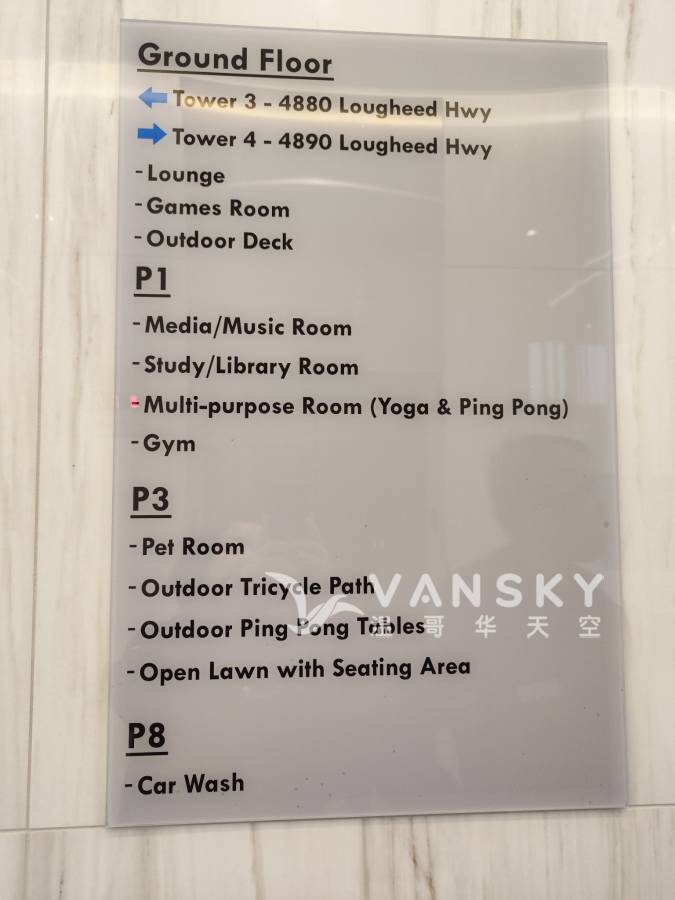 Ground Floor
Tower 3 - 4880 Lougheed Hwy
Tower 4 - 4890 Lougheed Hwy
-Lounge
-Games Room
-Outdoor Deck
P1
-Media/Music Room
-Study/Library Room
-Multi-purpose Room (Yoga & Ping Pong)
-Gym
P3
-Pet Room
-Outdoor Tricycle Path
VANSKY
温哥华天空
-Outdoor Ping Pong Tables
-Open Lawn with Seating Area
P8
-Car Wash